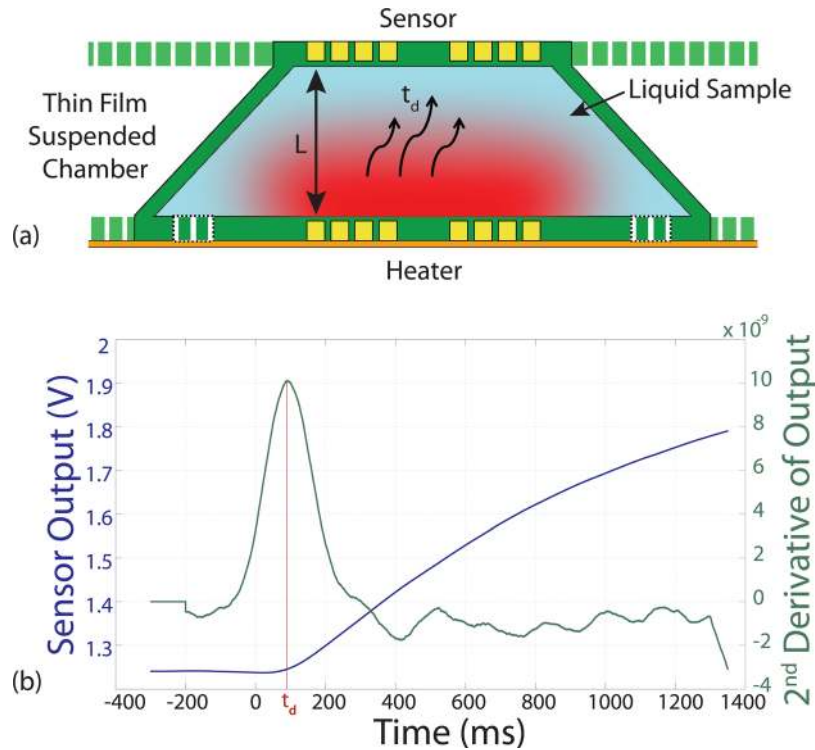 Sensor
Thin Film
Suspended
Chamber
L
t_d
Liquid Sample
(a)
Heater
x 10^-9
Sensor Output (V)
2
1.9
1.8
1.7
1.6
1.5
1.4
1.3
10
8
6
4
2
0
-2
-4
2nd Derivative of Output
(b)
-400 -200 0 t_d 200 400 600 800 1000 1200 1400
Time (ms)